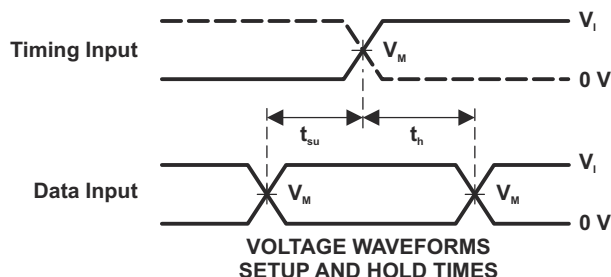 V_I
Timing Input
V_M
0 V
t_su
t_h
V_I
Data Input
V_M
V_M
0 V
VOLTAGE WAVEFORMS
SETUP AND HOLD TIMES